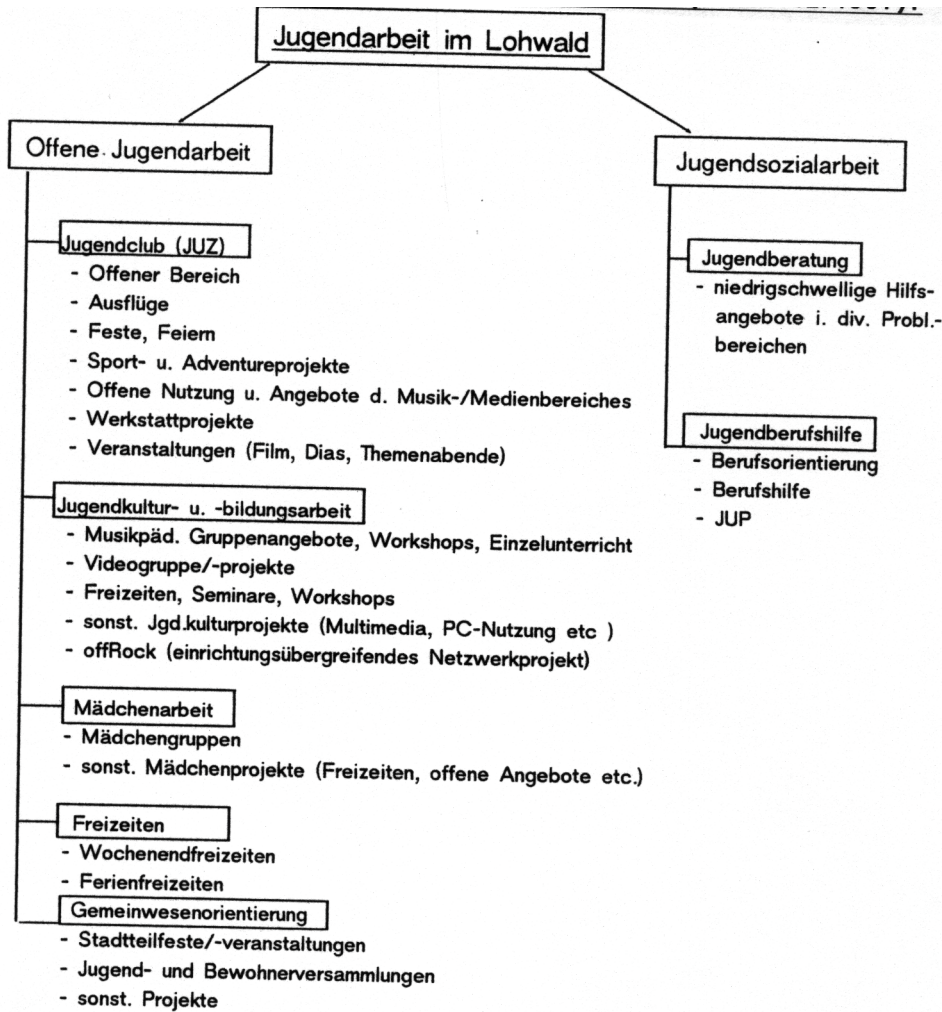 Jugendarbeit im Lohwald
Offene Jugendarbeit
Jugendclub (JUZ)
- Offener Bereich
- Ausflüge
- Feste, Feiern
- Sport- u. Adventureprojekte
- Offene Nutzung u. Angebote d. Musik-/Medienbereiches
- Werkstattprojekte
- Veranstaltungen (Film, Dias, Themenabende)
Jugendkultur- u. -bildungsarbeit
- Musikpäd. Gruppenangebote, Workshops, Einzelunterricht
- Videogruppe/-projekte
- Freizeiten, Seminare, Workshops
- sonst. Jgd.kulturprojekte (Multimedia, PC-Nutzung etc )
- offRock (einrichtungsübergreifendes Netzwerkprojekt)
Mädchenarbeit
- Mädchengruppen
- sonst. Mädchenprojekte (Freizeiten, offene Angebote etc.)
Freizeiten
- Wochenendfreizeiten
- Ferienfreizeiten
Gemeinwesenorientierung
- Stadtteilfeste/-veranstaltungen
- Jugend- und Bewohnerversammlungen
- sonst. Projekte
Jugendsozialarbeit
Jugendberatung
- niedrigschwellige Hilfs-
angebote i. div. Probl.-
bereichen
Jugendberufshilfe
- Berufsorientierung
- Berufshilfe
- JUP